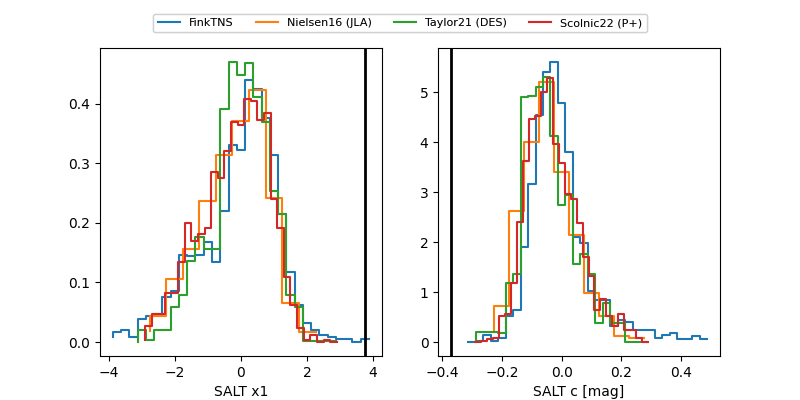 FinkTNS Nielsen16 (JLA) Taylor21 (DES) Scolnic22 (P+)
0.4
0.3
0.2
0.1
0.0
−4 −2 0 2 4
SALT x1
5
4
3
2
1
0
−0.4 −0.2 0.0 0.2 0.4
SALT c [mag]